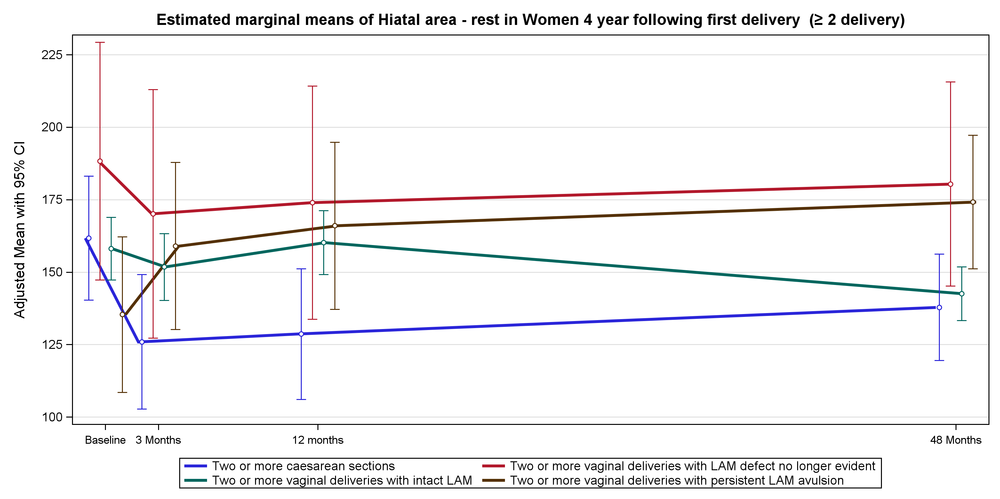 Estimated marginal means of Hiatal area - rest in Women 4 year following first delivery (≥ 2 delivery)
Adjusted Mean with 95% CI
225
200
175
150
125
100
Baseline
3 Months
12 months
48 Months
Two or more caesarean sections
Two or more vaginal deliveries with LAM defect no longer evident
Two or more vaginal deliveries with intact LAM
Two or more vaginal deliveries with persistent LAM avulsion